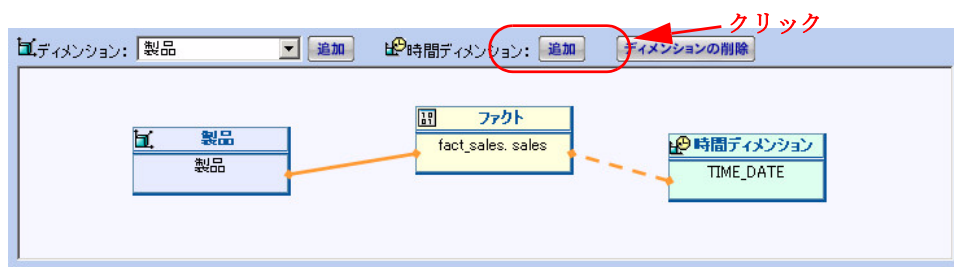 クリック
ディメンション: 製品 追加 時間ディメンション: 追加 ディメンションの削除
製品
製品
ファクト
fact_sales. sales
時間ディメンション
TIME_DATE